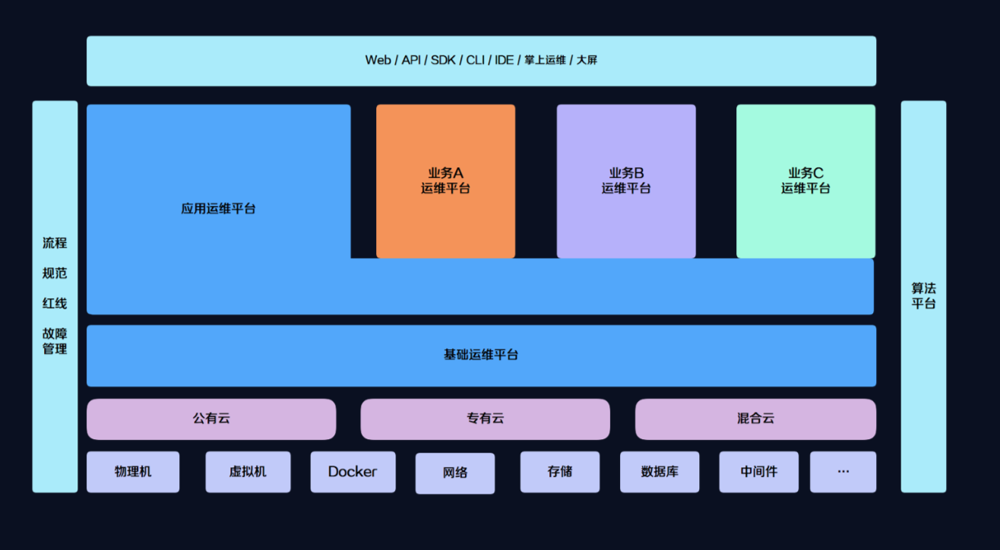 Web / API / SDK / CLI / IDE / 掌上运维 / 大屏
流程
规范
红线
故障
管理
应用运维平台
业务A
运维平台
业务B
运维平台
业务C
运维平台
算法
平台
基础运维平台
公有云
专有云
混合云
物理机
虚拟机
Docker
网络
存储
数据库
中间件
···